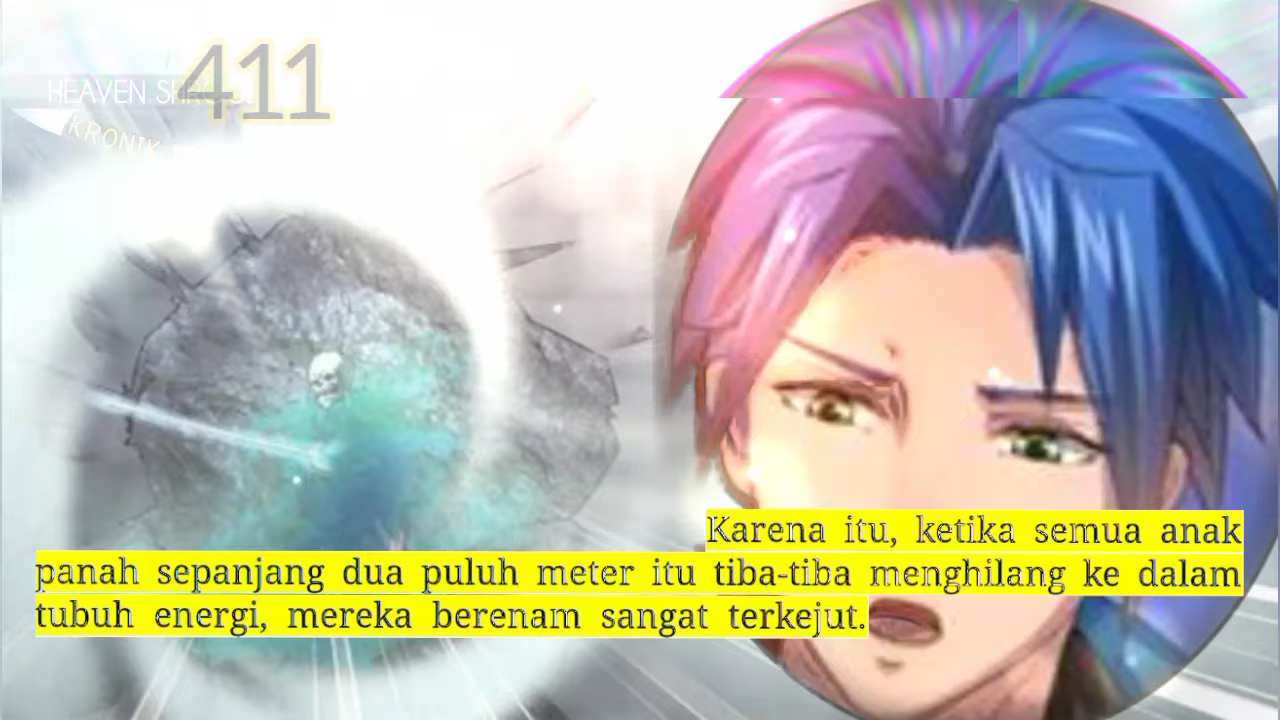 411
HEAVEN
KRONIK
Karena itu, ketika semua anak
panah sepanjang dua puluh meter itu tiba-tiba menghilang ke dalam
tubuh energi, mereka berenam sangat terkejut.